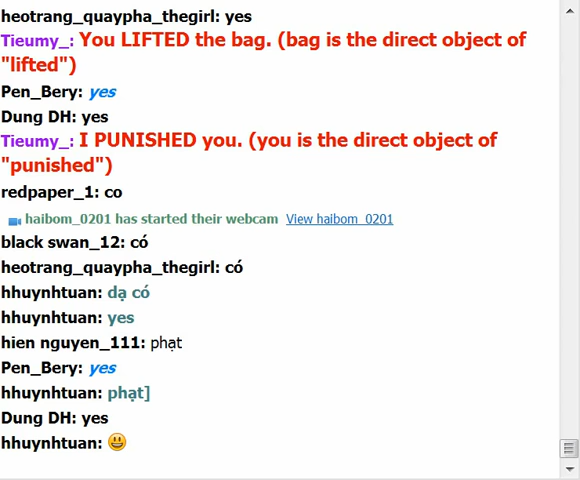 heotrang_quaypha_thegirl: yes
Tieumy_: You LIFTED the bag. (bag is the direct object of
"lifted")
Pen_Bery: yes
Dung DH: yes
Tieumy_: I PUNISHED you. (you is the direct object of
"punished")
redpaper_1: co
haibom_0201 has started their webcam View haibom_0201
black swan_12: có
heotrang_quaypha_thegirl: có
hhuynhtuan: dạ có
hhuynhtuan: yes
hien nguyen_111: phạt
Pen_Bery: yes
hhuynhtuan: phạt]
Dung DH: yes
hhuynhtuan: 😃